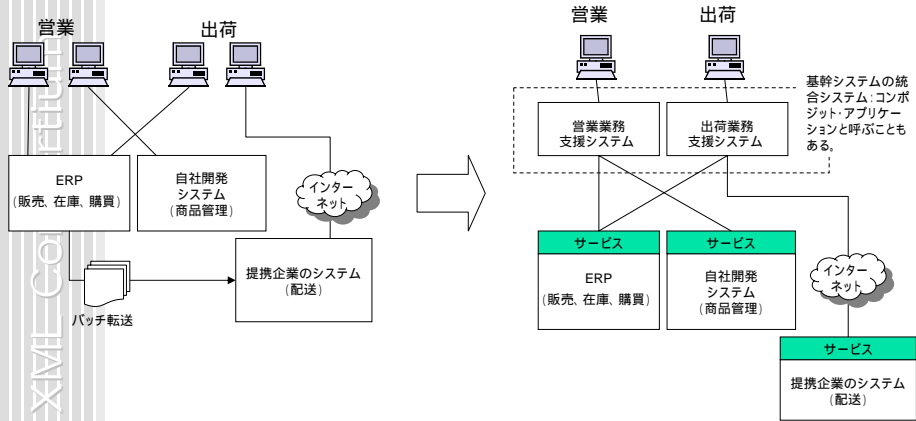 営業
出荷
ERP
(販売、在庫、購買)
自社開発
システム
(商品管理)
インター
ネット
提携企業のシステム
(配送)
バッチ転送
営業
出荷
基幹システムの統
合システム:コンポ
ジット・アプリケー
ションと呼ぶことも
ある。
営業業務
支援システム
出荷業務
支援システム
サービス
ERP
(販売、在庫、購買)
サービス
自社開発
システム
(商品管理)
インター
ネット
サービス
提携企業のシステム
(配送)